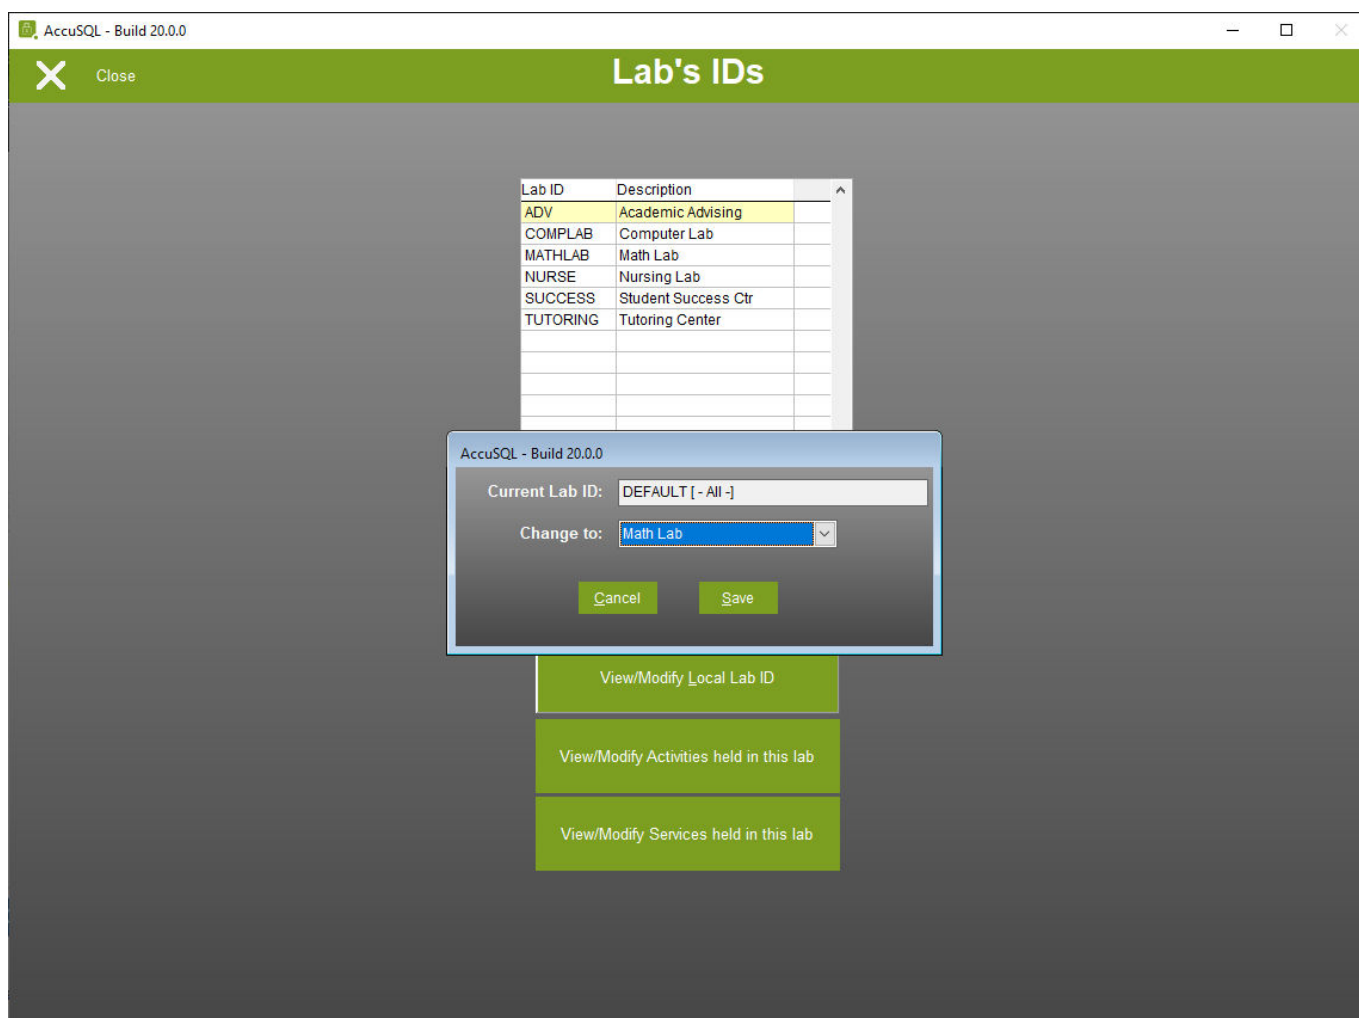 AccuSQL - Build 20.0.0
Close
Lab's IDs
Lab ID Description
ADV Academic Advising
COMPLAB Computer Lab
MATHLAB Math Lab
NURSE Nursing Lab
SUCCESS Student Success Ctr
TUTORING Tutoring Center
AccuSQL - Build 20.0.0
Current Lab ID: DEFAULT [ - All -]
Change to: Math Lab
Cancel Save
View/Modify Local Lab ID
View/Modify Activities held in this lab
View/Modify Services held in this lab